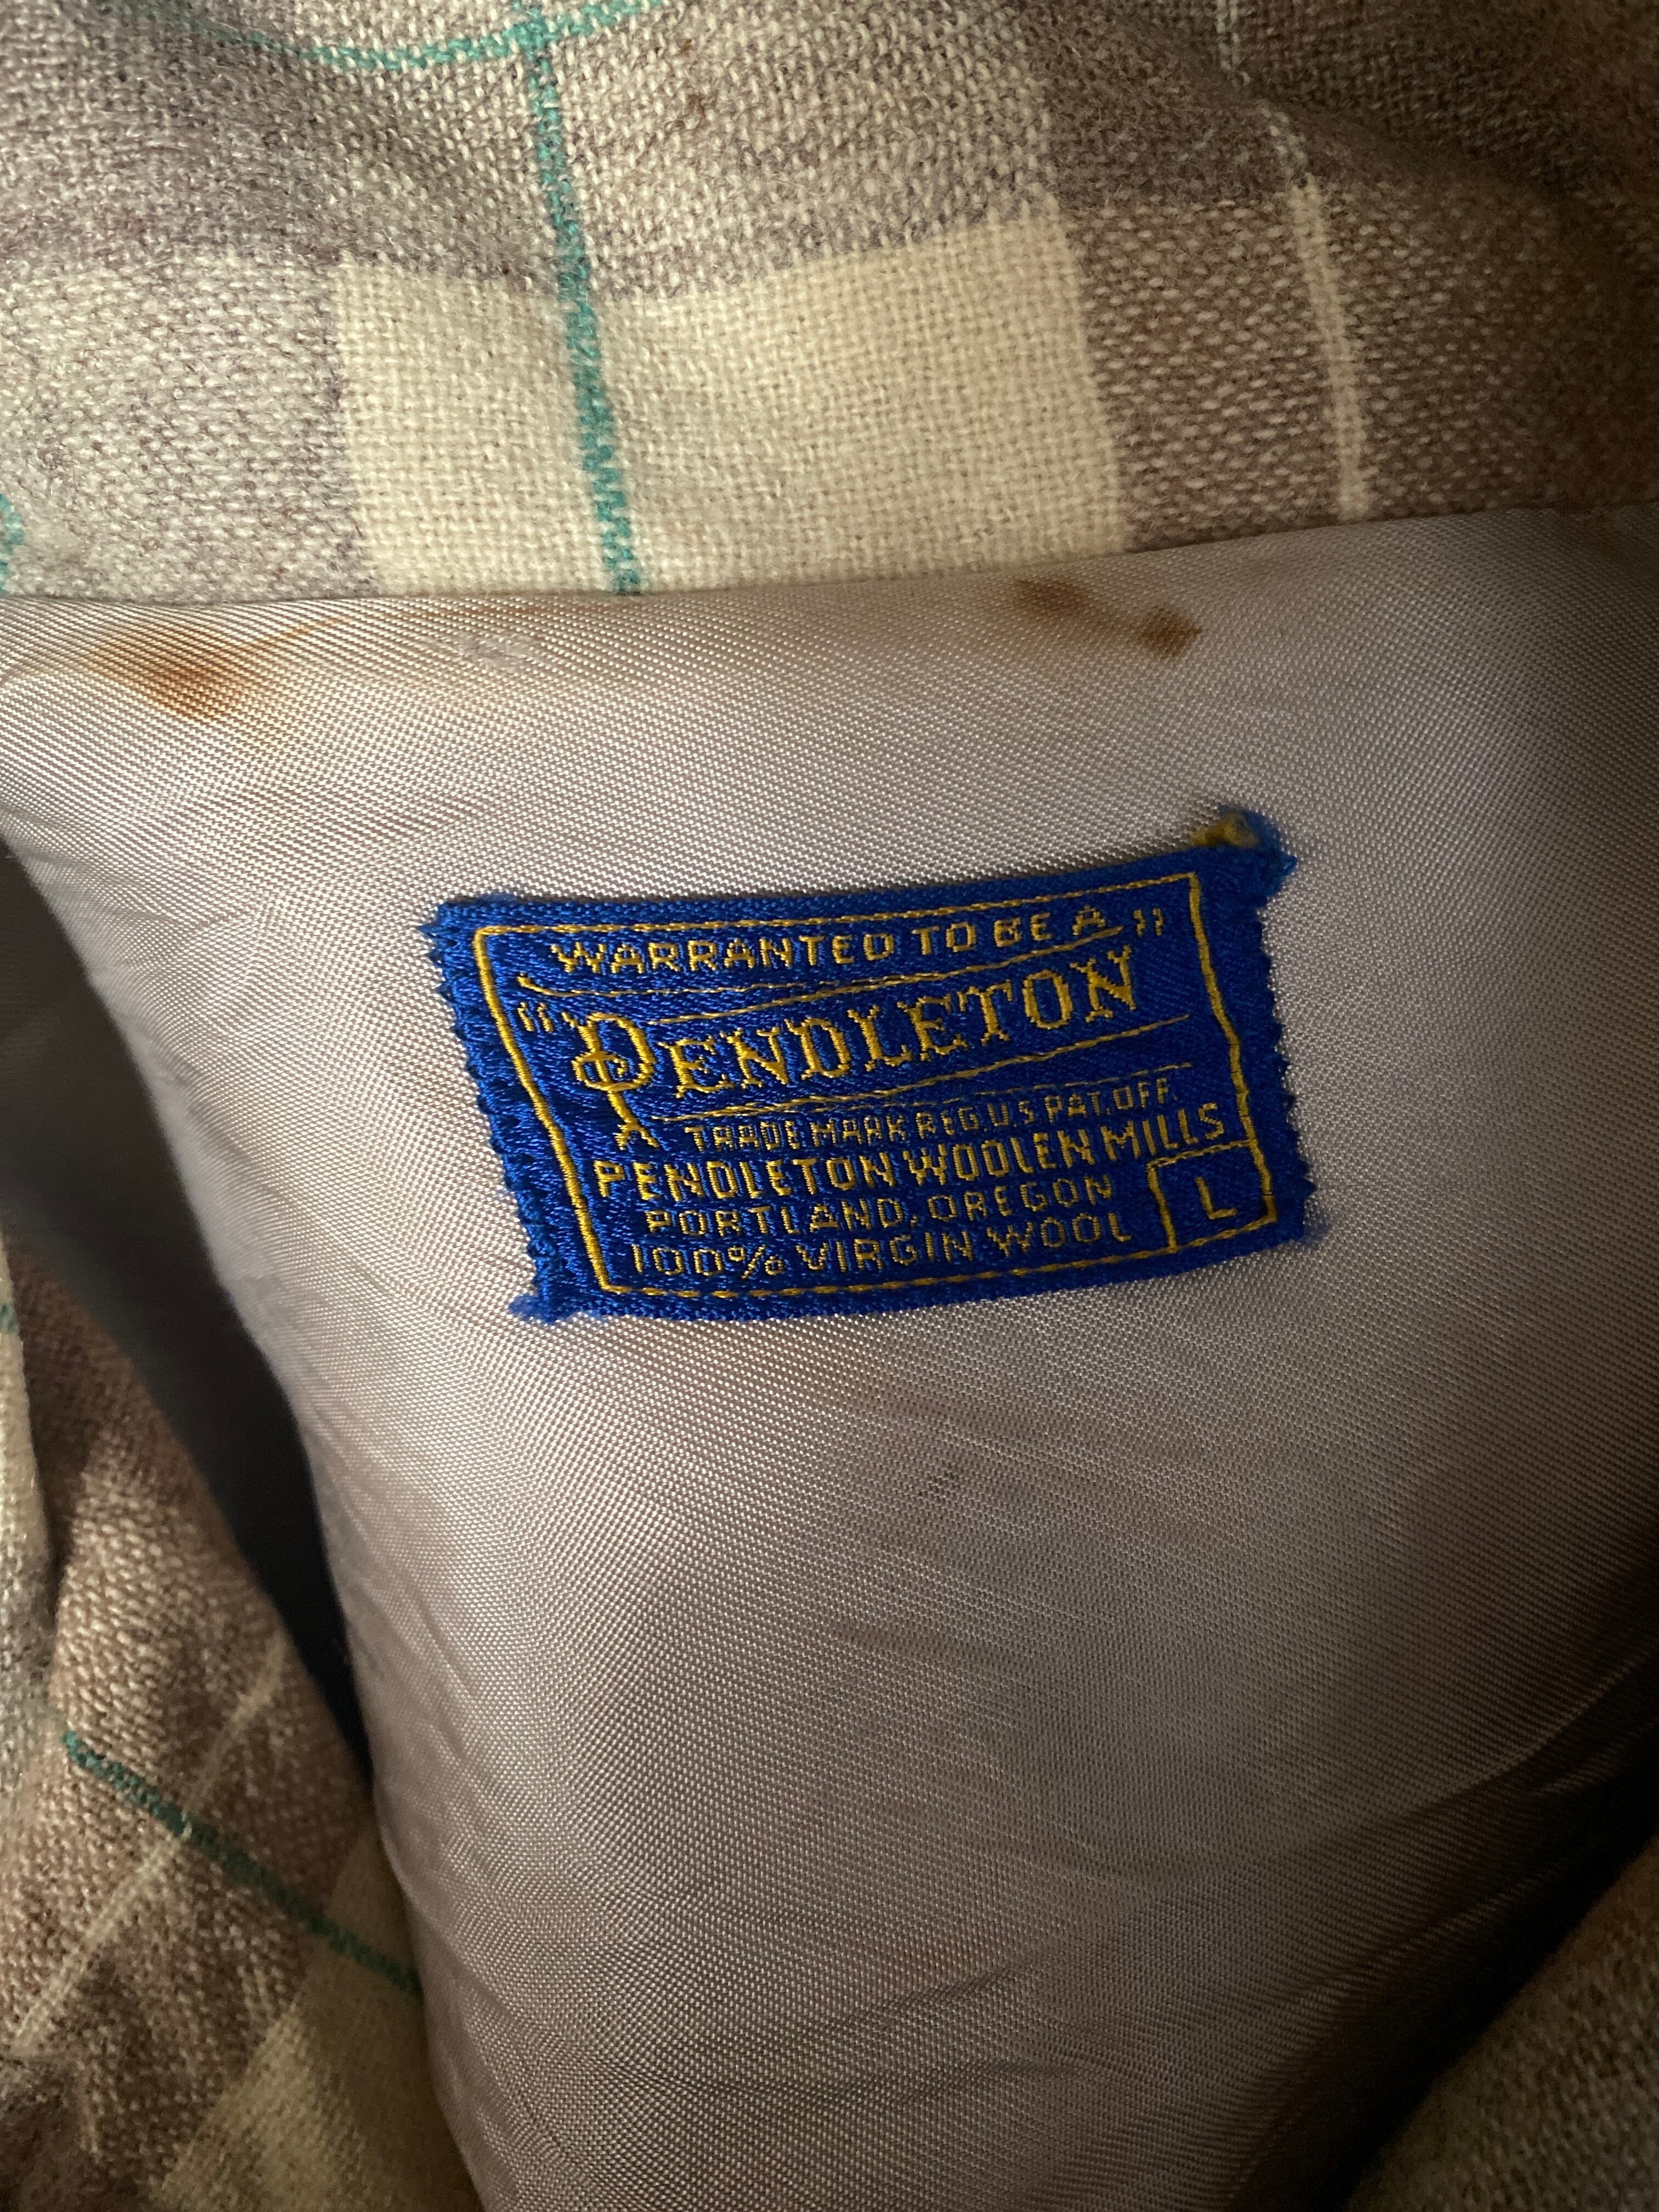 WARRANTED TO BE A
"PENDLETON"
TRADE MARK REG. U.S. PAT. OFF.
PENDLETON WOOLEN MILLS
PORTLAND, OREGON
100% VIRGIN WOOL
L